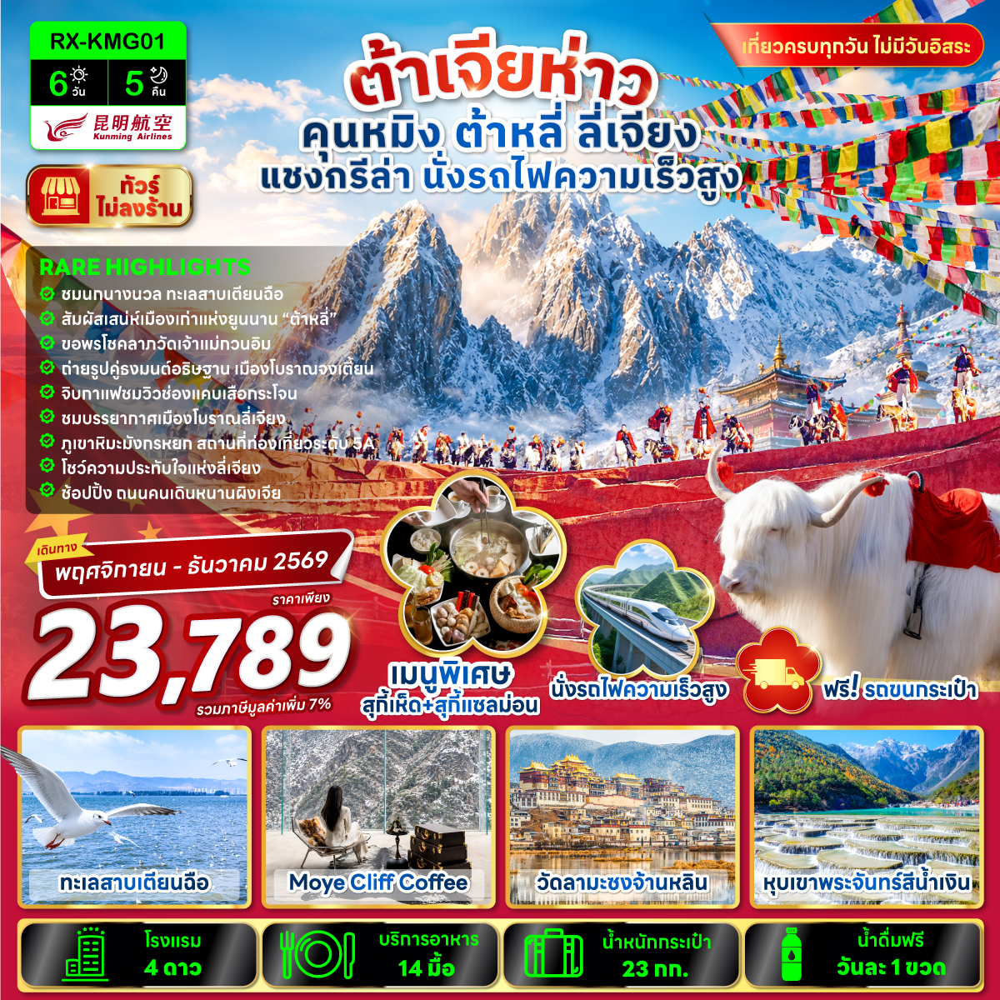 RX-KMG01
6 วัน
5 คืน
昆明航空
Kunming Airlines
ทัวร์
ไม่ลงร้าน
เที่ยวครบทุกวัน ไม่มีวันอิสระ
ต้าเจียห่าว
คุนหมิง ต้าหลี่ ลี่เจียง
แชงกรีล่า นั่งรถไฟความเร็วสูง
RARE HIGHLIGHTS
ชมนกนางนวล ทะเลสาบเตียนฉือ
สัมผัสเสน่ห์เมืองเก่าแห่งยูนนาน “ต้าหลี่”
ขอพรโชคลาภวัดเจ้าแม่กวนอิม
ถ่ายรูปคู่ธงมนต์อธิษฐาน เมืองโบราณจงเตี้ยน
จิบกาแฟชมวิวช่องแคบเสือกระโจน
ชมบรรยากาศเมืองโบราณลี่เจียง
ภูเขาหิมะมังกรหยก สถานที่ท่องเที่ยวระดับ 5A
โชว์ความประทับใจแห่งลี่เจียง
ช้อปปิ้ง ถนนคนเดินหนานผิงเจีย
เดินทาง
พฤศจิกายน - ธันวาคม 2569
ราคาเพียง
23,789
รวมภาษีมูลค่าเพิ่ม 7%
เมนูพิเศษ
สุกี้เห็ด+สุกี้แซลม่อน
นั่งรถไฟความเร็วสูง
ฟรี! รถขนกระเป๋า
ทะเลสาบเตียนฉือ
Moye Cliff Coffee
วัดลามะซงจ้านหลิน
หุบเขาพระจันทร์สีน้ำเงิน
โรงแรม
4 ดาว
บริการอาหาร
14 มื้อ
น้ำหนักกระเป๋า
23 กก.
น้ำดื่มฟรี
วันละ 1 ขวด